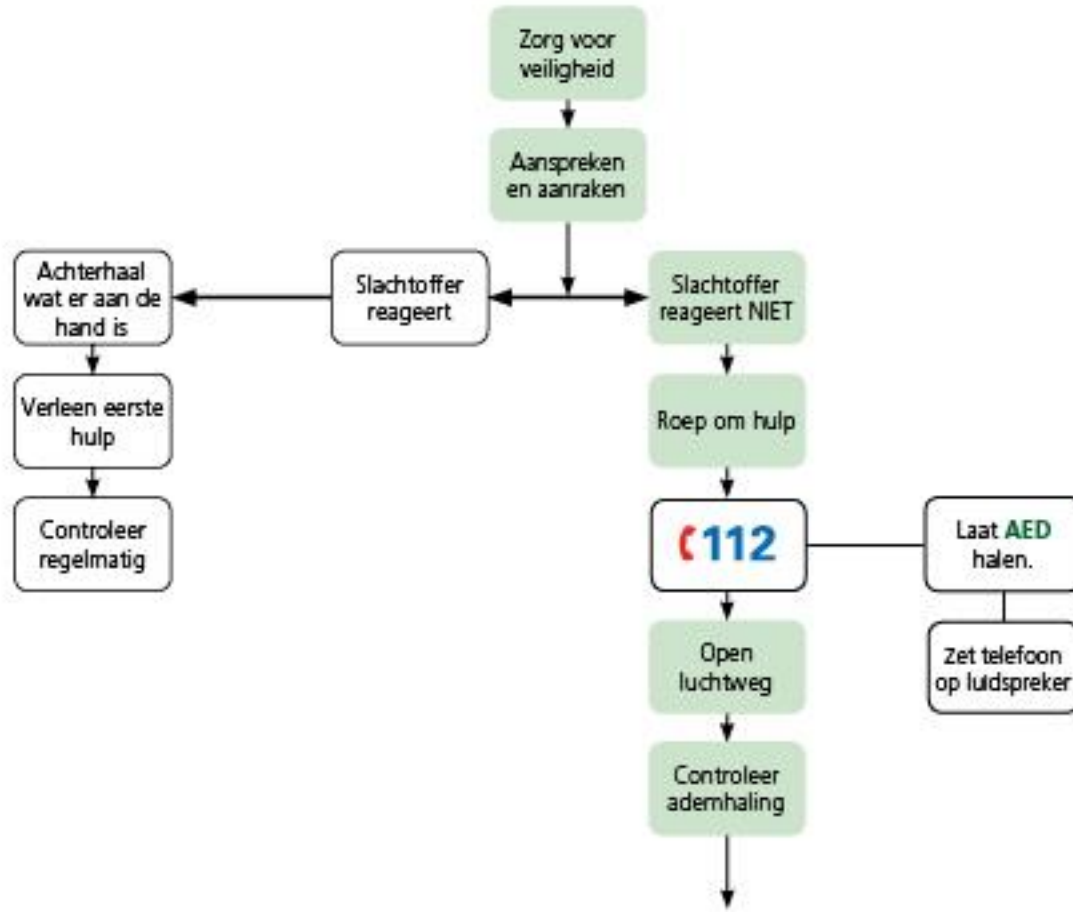 Zorg voor
veiligheid
Aanspreken
en aanraken
Achterhaal
wat er aan de
hand is
Slachtoffer
reageert
Slachtoffer
reageert NIET
Verleen eerste
hulp
Roep om hulp
Controleer
regelmatig
112
Laat AED
halen.
Open
luchtweg
Zet telefoon
op luidspreker
Controleer
ademhaling